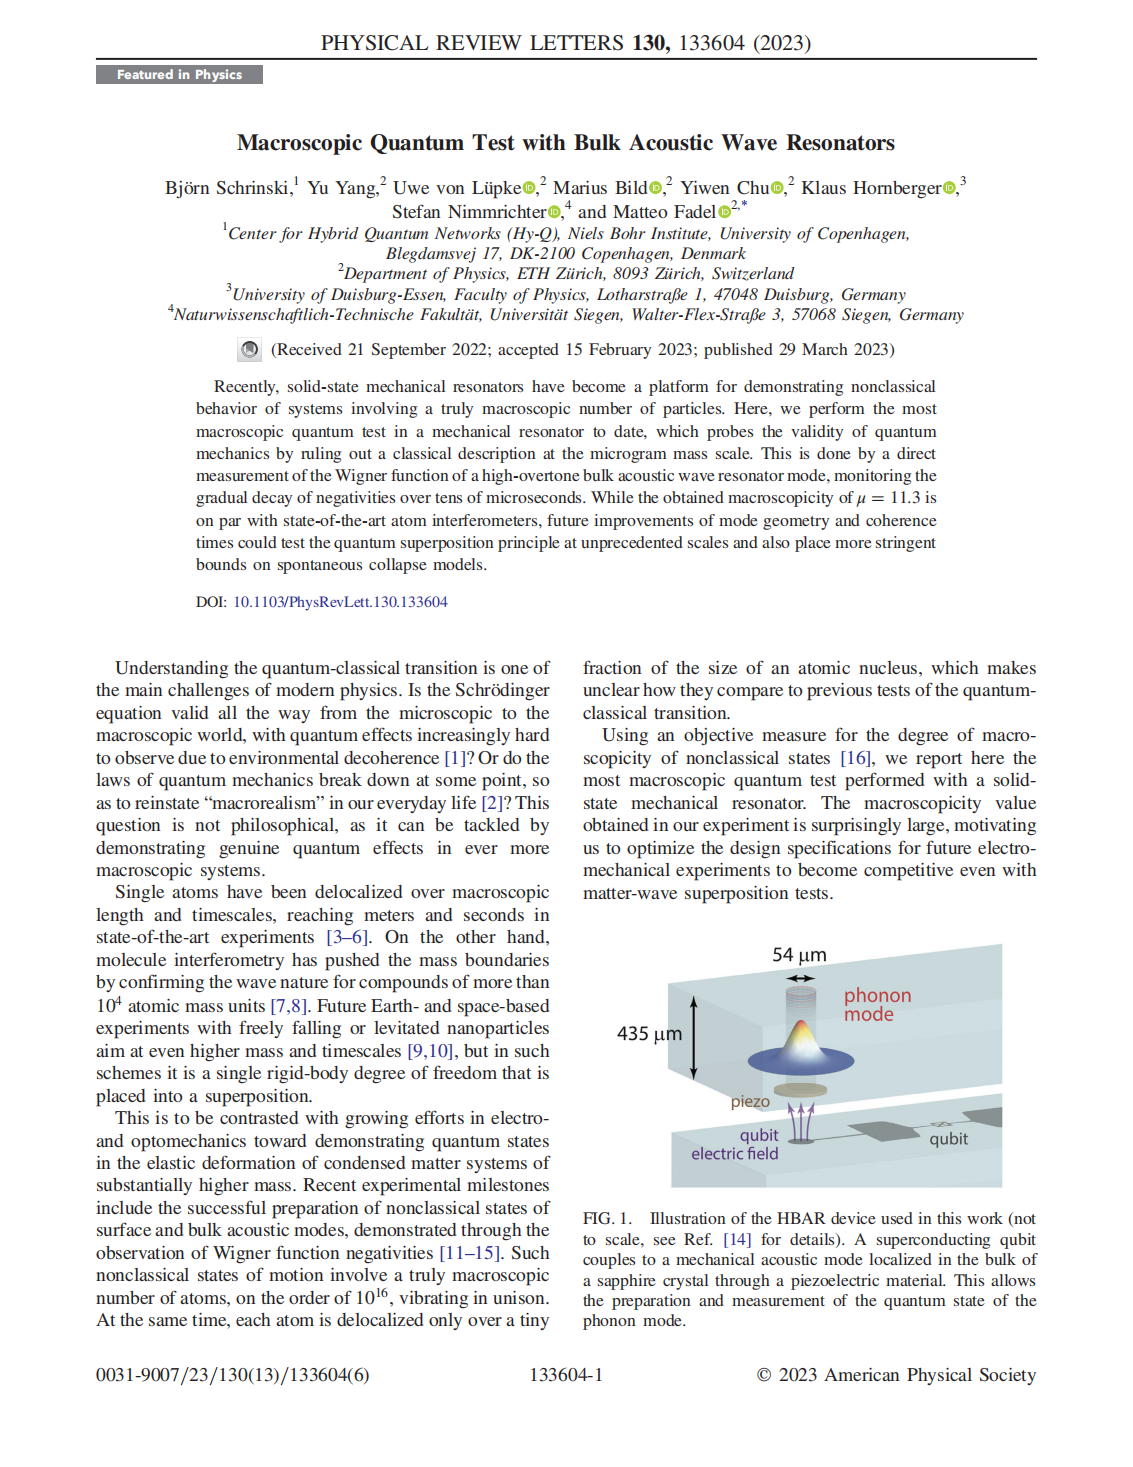 PHYSICAL REVIEW LETTERS 130, 133604 (2023)
Featured in Physics
Macroscopic Quantum Test with Bulk Acoustic Wave Resonators
Björn Schrinski,1 Yu Yang,2 Uwe von Lüpke,2 Marius Bild,2 Yiwen Chu,2 Klaus Hornberger,3
Stefan Nimmrichter,4 and Matteo Fadel2,*
1Center for Hybrid Quantum Networks (Hy-Q), Niels Bohr Institute, University of Copenhagen,
Blegdamsvej 17, DK-2100 Copenhagen, Denmark
2Department of Physics, ETH Zürich, 8093 Zürich, Switzerland
3University of Duisburg-Essen, Faculty of Physics, Lotharstraße 1, 47048 Duisburg, Germany
4Naturwissenschaftlich-Technische Fakultät, Universität Siegen, Walter-Flex-Straße 3, 57068 Siegen, Germany
(Received 21 September 2022; accepted 15 February 2023; published 29 March 2023)
Recently, solid-state mechanical resonators have become a platform for demonstrating nonclassical
behavior of systems involving a truly macroscopic number of particles. Here, we perform the most
macroscopic quantum test in a mechanical resonator to date, which probes the validity of quantum
mechanics by ruling out a classical description at the microgram mass scale. This is done by a direct
measurement of the Wigner function of a high-overtone bulk acoustic wave resonator mode, monitoring the
gradual decay of negativities over tens of microseconds. While the obtained macroscopicity of μ = 11.3 is
on par with state-of-the-art atom interferometers, future improvements of mode geometry and coherence
times could test the quantum superposition principle at unprecedented scales and also place more stringent
bounds on spontaneous collapse models.
DOI: 10.1103/PhysRevLett.130.133604
Understanding the quantum-classical transition is one of
the main challenges of modern physics. Is the Schrödinger
equation valid all the way from the microscopic to the
macroscopic world, with quantum effects increasingly hard
to observe due to environmental decoherence [1]? Or do the
laws of quantum mechanics break down at some point, so
as to reinstate “macrorealism” in our everyday life [2]? This
question is not philosophical, as it can be tackled by
demonstrating genuine quantum effects in ever more
macroscopic systems.
Single atoms have been delocalized over macroscopic
length and timescales, reaching meters and seconds in
state-of-the-art experiments [3–6]. On the other hand,
molecule interferometry has pushed the mass boundaries
by confirming the wave nature for compounds of more than
10^4 atomic mass units [7,8]. Future Earth- and space-based
experiments with freely falling or levitated nanoparticles
aim at even higher mass and timescales [9,10], but in such
schemes it is a single rigid-body degree of freedom that is
placed into a superposition.
This is to be contrasted with growing efforts in electro-
and optomechanics toward demonstrating quantum states
in the elastic deformation of condensed matter systems of
substantially higher mass. Recent experimental milestones
include the successful preparation of nonclassical states of
surface and bulk acoustic modes, demonstrated through the
observation of Wigner function negativities [11–15]. Such
nonclassical states of motion involve a truly macroscopic
number of atoms, on the order of 10^16, vibrating in unison.
At the same time, each atom is delocalized only over a tiny
fraction of the size of an atomic nucleus, which makes
unclear how they compare to previous tests of the quantum-
classical transition.
Using an objective measure for the degree of macro-
scopicity of nonclassical states [16], we report here the
most macroscopic quantum test performed with a solid-
state mechanical resonator. The macroscopicity value
obtained in our experiment is surprisingly large, motivating
us to optimize the design specifications for future electro-
mechanical experiments to become competitive even with
matter-wave superposition tests.
54 μm
phonon
mode
435 μm
piezo
qubit
electric field
qubit
FIG. 1. Illustration of the HBAR device used in this work (not
to scale, see Ref. [14] for details). A superconducting qubit
couples to a mechanical acoustic mode localized in the bulk of
a sapphire crystal through a piezoelectric material. This allows
the preparation and measurement of the quantum state of the
phonon mode.
0031-9007/23/130(13)/133604(6)
133604-1
© 2023 American Physical Society